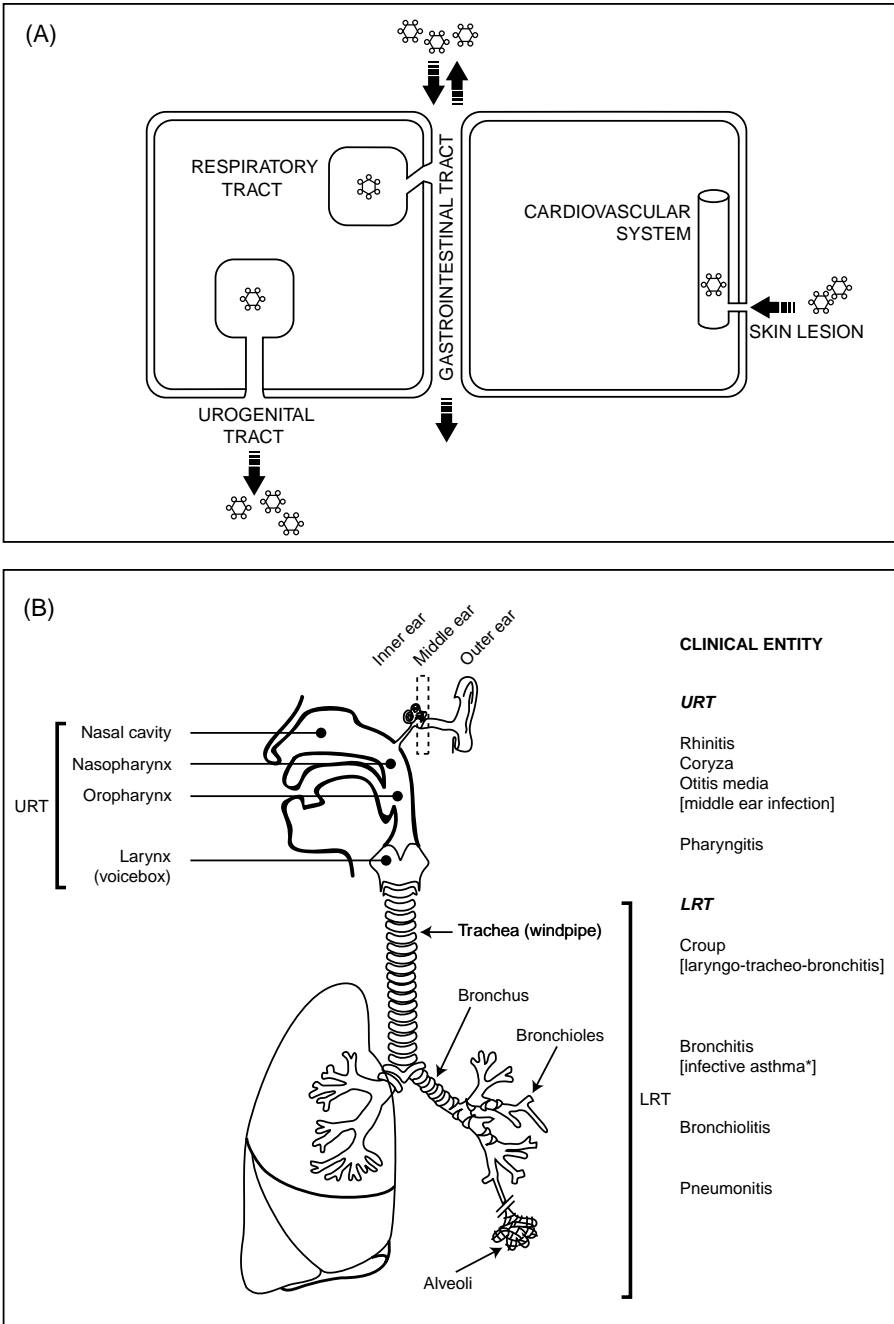 (A)
RESPIRATORY
TRACT
GASTROINTESTINAL TRACT
CARDIOVASCULAR
SYSTEM
SKIN LESION
UROGENITAL
TRACT
(B)
Inner ear
Middle ear
Outer ear
URT
Nasal cavity
Nasopharynx
Oropharynx
Larynx
(voicebox)
Trachea (windpipe)
Bronchus
Bronchioles
Alveoli
LRT
CLINICAL ENTITY
URT
Rhinitis
Coryza
Otitis media
[middle ear infection]
Pharyngitis
LRT
Croup
[laryngo-tracheo-bronchitis]
Bronchitis
[infective asthma*]
Bronchiolitis
Pneumonitis